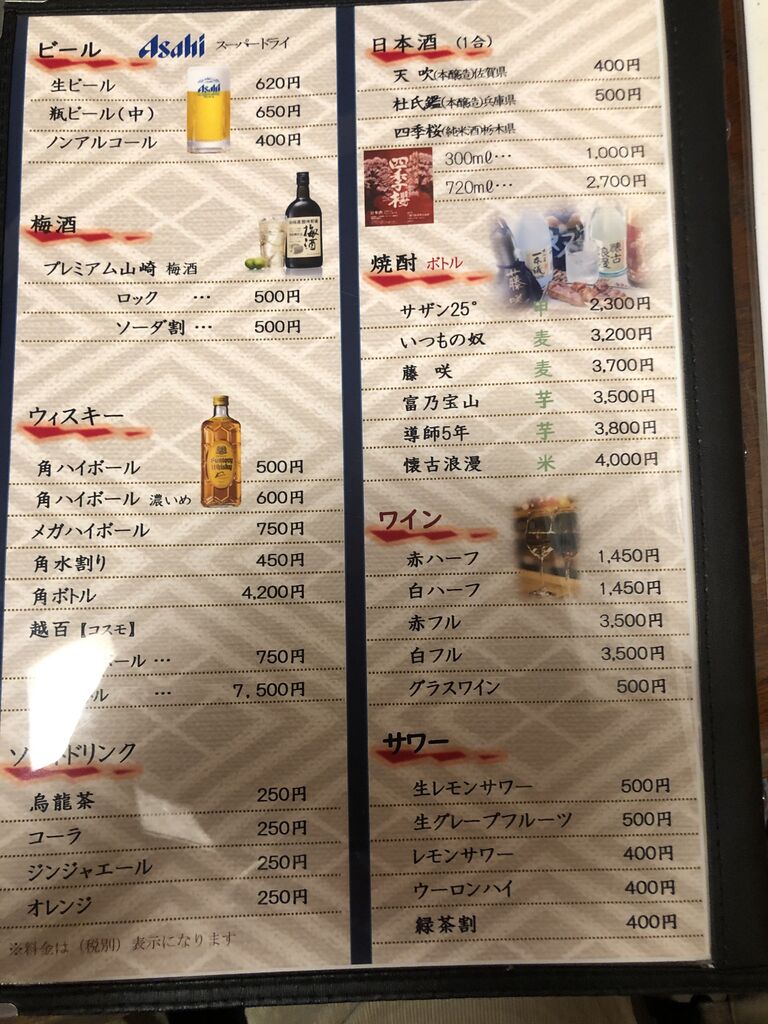 ビール Asahi スーパードライ
生ビール 620円
瓶ビール(中) 650円
ノンアルコール 400円
Asahi
梅酒
梅酒
プレミアム山崎 梅酒
ロック … 500円
ソーダ割 … 500円
ウィスキー
Suntory
Whisky
角ハイボール 500円
角ハイボール 濃いめ 600円
メガハイボール 750円
角水割り 450円
角ボトル 4,200円
越百【コスモ】
ボール … 750円
ル … 7.500円
ソ ドリンク
烏龍茶 250円
コーラ 250円
ジンジャエール 250円
オレンジ 250円
※料金は(税別)表示になります
日本酒 (1合)
天 吹(本醸造)佐賀県 400円
杜氏鑑(本醸造)兵庫県 500円
四季桜(純米酒)栃木県
四季櫻
300mℓ… 1,000円
720mℓ… 2,700円
焼酎 ボトル
藤咲
懐古浪漫
サザン25° 甲 2,300円
いつもの奴 麦 3,200円
藤 咲 麦 3,700円
富乃宝山 芋 3,500円
導師5年 芋 3,800円
懐古浪漫 米 4,000円
ワイン
赤ハーフ 1,450円
白ハーフ 1,450円
赤フル 3,500円
白フル 3,500円
グラスワイン 500円
サワー
生レモンサワー 500円
生グレープフルーツ 500円
レモンサワー 400円
ウーロンハイ 400円
緑茶割 400円